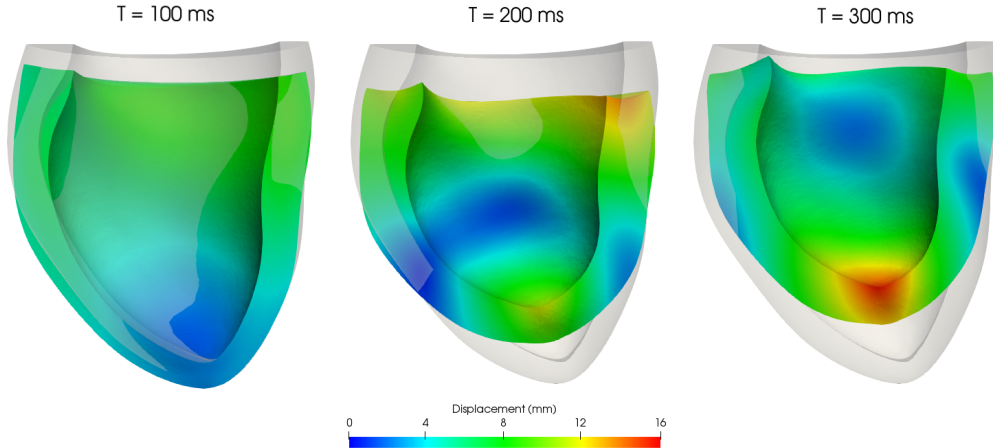 T = 100 ms
T = 200 ms
T = 300 ms
Displacement (mm)
0 4 8 12 16